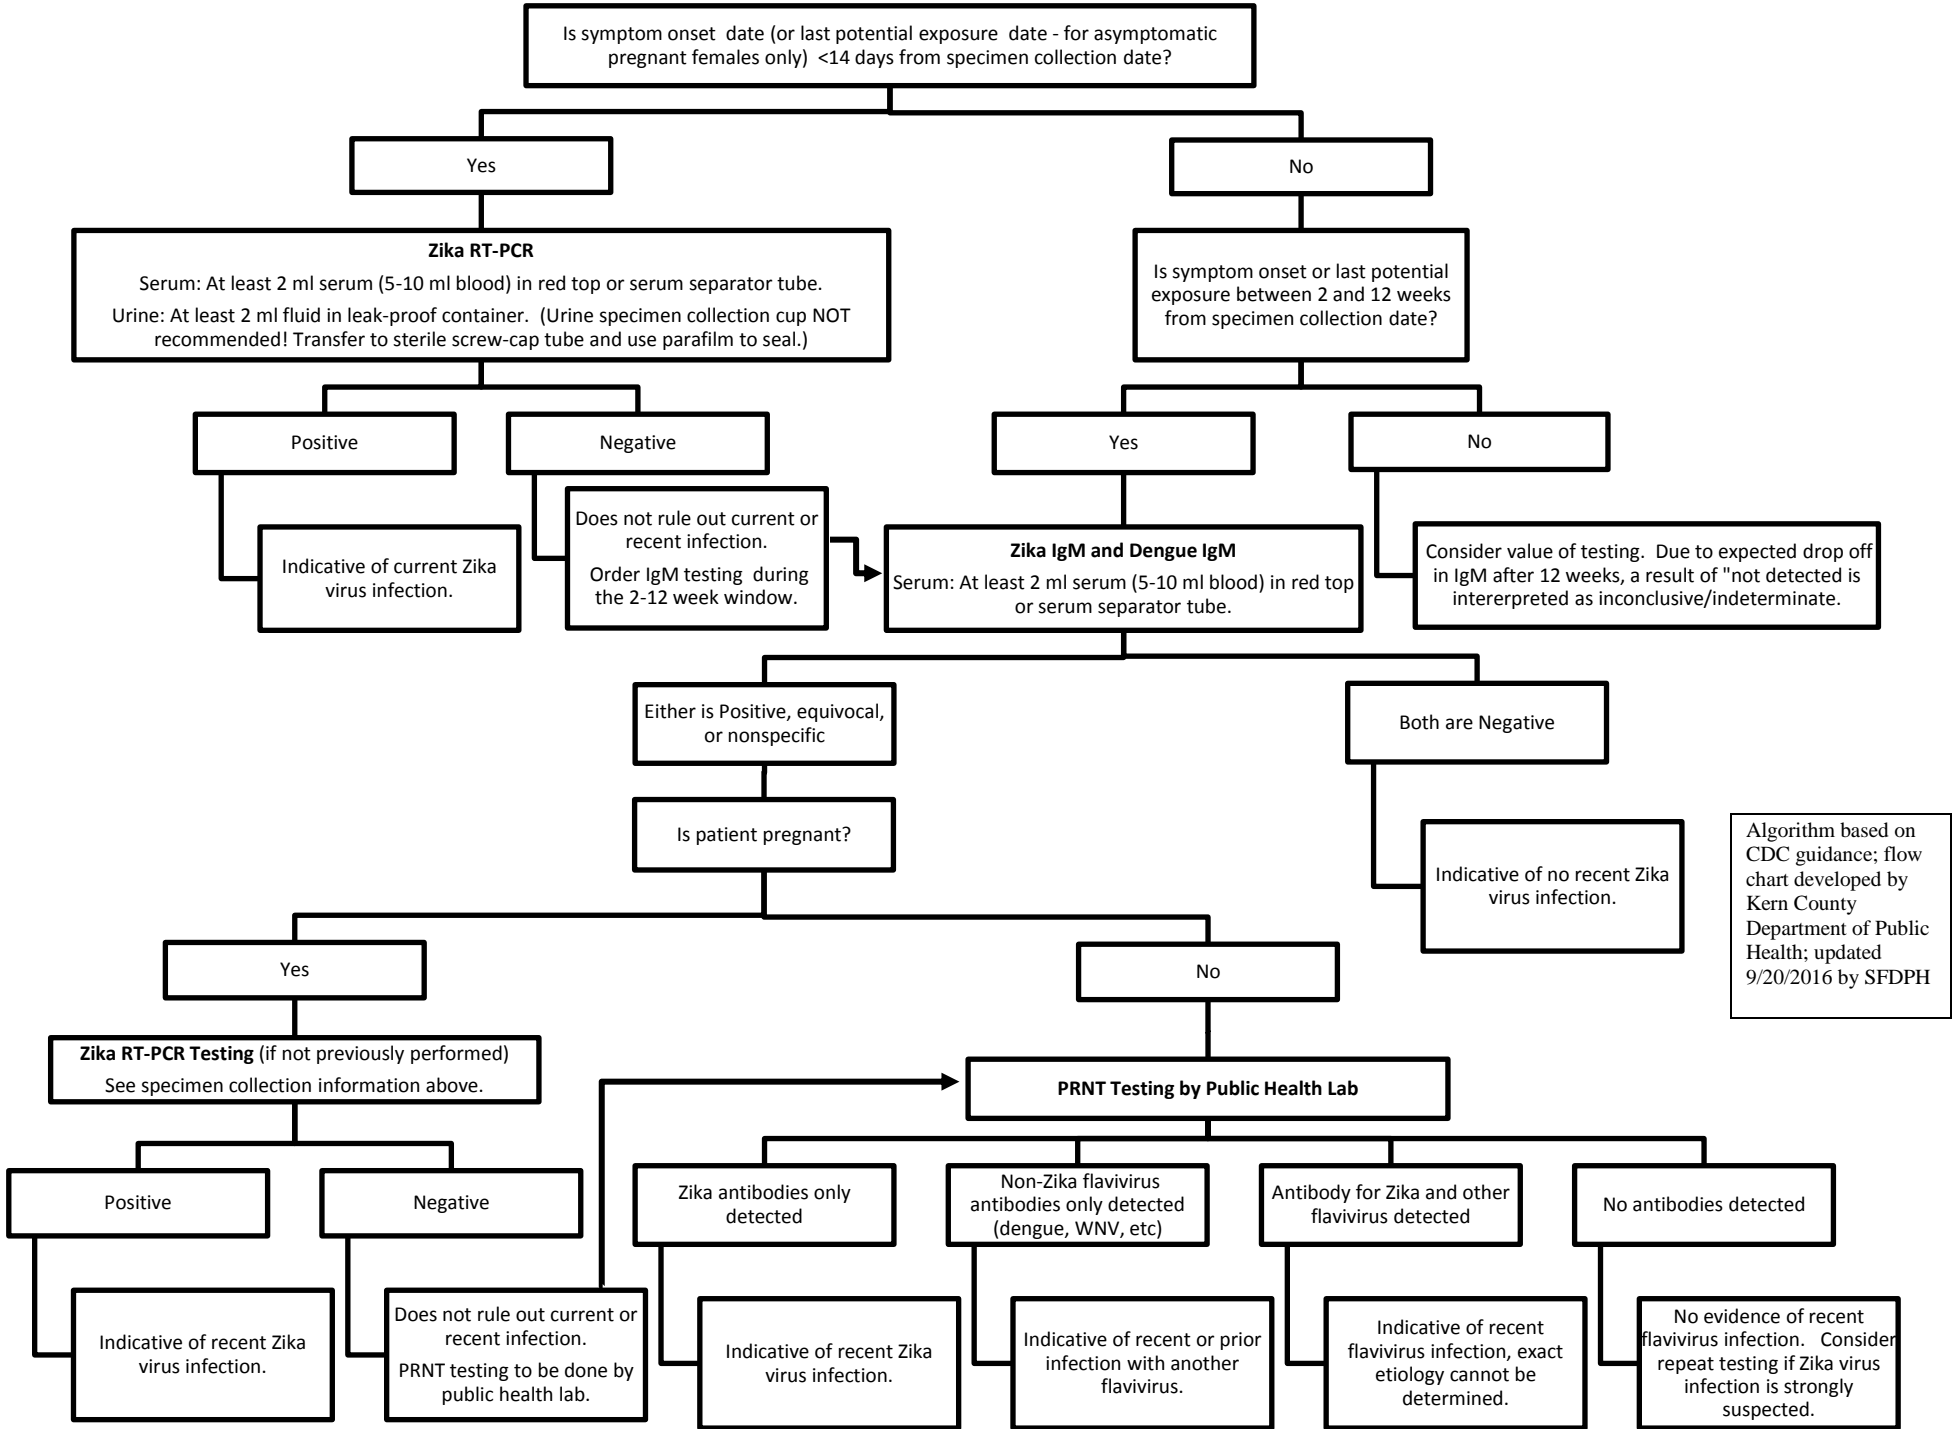 Is symptom onset  date (or last potential exposure  date - for asymptomatic
pregnant females only)  <14 days from specimen collection date?
Yes
No
Zika RT-PCR
Serum: At least 2 ml serum (5-10 ml blood) in red top or serum separator tube.
Urine: At least 2 ml fluid in leak-proof container.  (Urine specimen collection cup NOT
recommended! Transfer to sterile screw-cap tube and use parafilm to seal.)
Is symptom onset or last potential
exposure between 2 and 12 weeks
from specimen collection date?
Positive
Negative
Yes
No
Indicative of current Zika
virus infection.
Does not rule out current or
recent infection.
Order IgM testing  during
the 2-12 week window.
Zika IgM and Dengue IgM
Serum: At least 2 ml serum (5-10 ml blood) in red top
or serum separator tube.
Consider value of testing.  Due to expected drop off
in IgM after 12 weeks, a result of "not detected is
intererpreted as inconclusive/indeterminate.
Either is Positive, equivocal,
or nonspecific
Both are Negative
Is patient pregnant?
Indicative of no recent Zika
virus infection.
Algorithm based on
CDC guidance; flow
chart developed by
Kern County
Department of Public
Health; updated
9/20/2016 by SFDPH
Yes
No
Zika RT-PCR Testing (if not previously performed)
See specimen collection information above.
PRNT Testing by Public Health Lab
Positive
Negative
Zika antibodies only
detected
Non-Zika flavivirus
antibodies only detected
(dengue, WNV, etc)
Antibody for Zika and other
flavivirus detected
No antibodies detected
Indicative of recent Zika
virus infection.
Does not rule out current or
recent infection.
PRNT testing to be done by
public health lab.
Indicative of recent Zika
virus infection.
Indicative of recent or prior
infection with another
flavivirus.
Indicative of recent
flavivirus infection, exact
etiology cannot be
determined.
No evidence of recent
flavivirus infection.   Consider
repeat testing if Zika virus
infection is strongly
suspected.